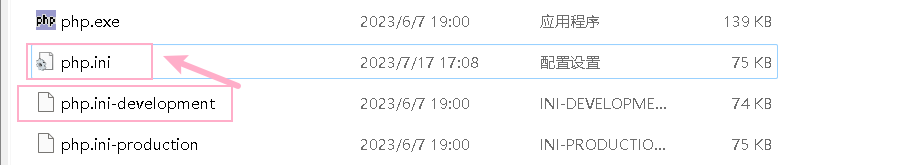 php php.exe 2023/6/7 19:00 应用程序 139 KB
php.ini 2023/7/17 17:08 配置设置 75 KB
php.ini-development 2023/6/7 19:00 INI-DEVELOPME... 74 KB
php.ini-production 2023/6/7 19:00 INI-PRODUCTIO... 75 KB